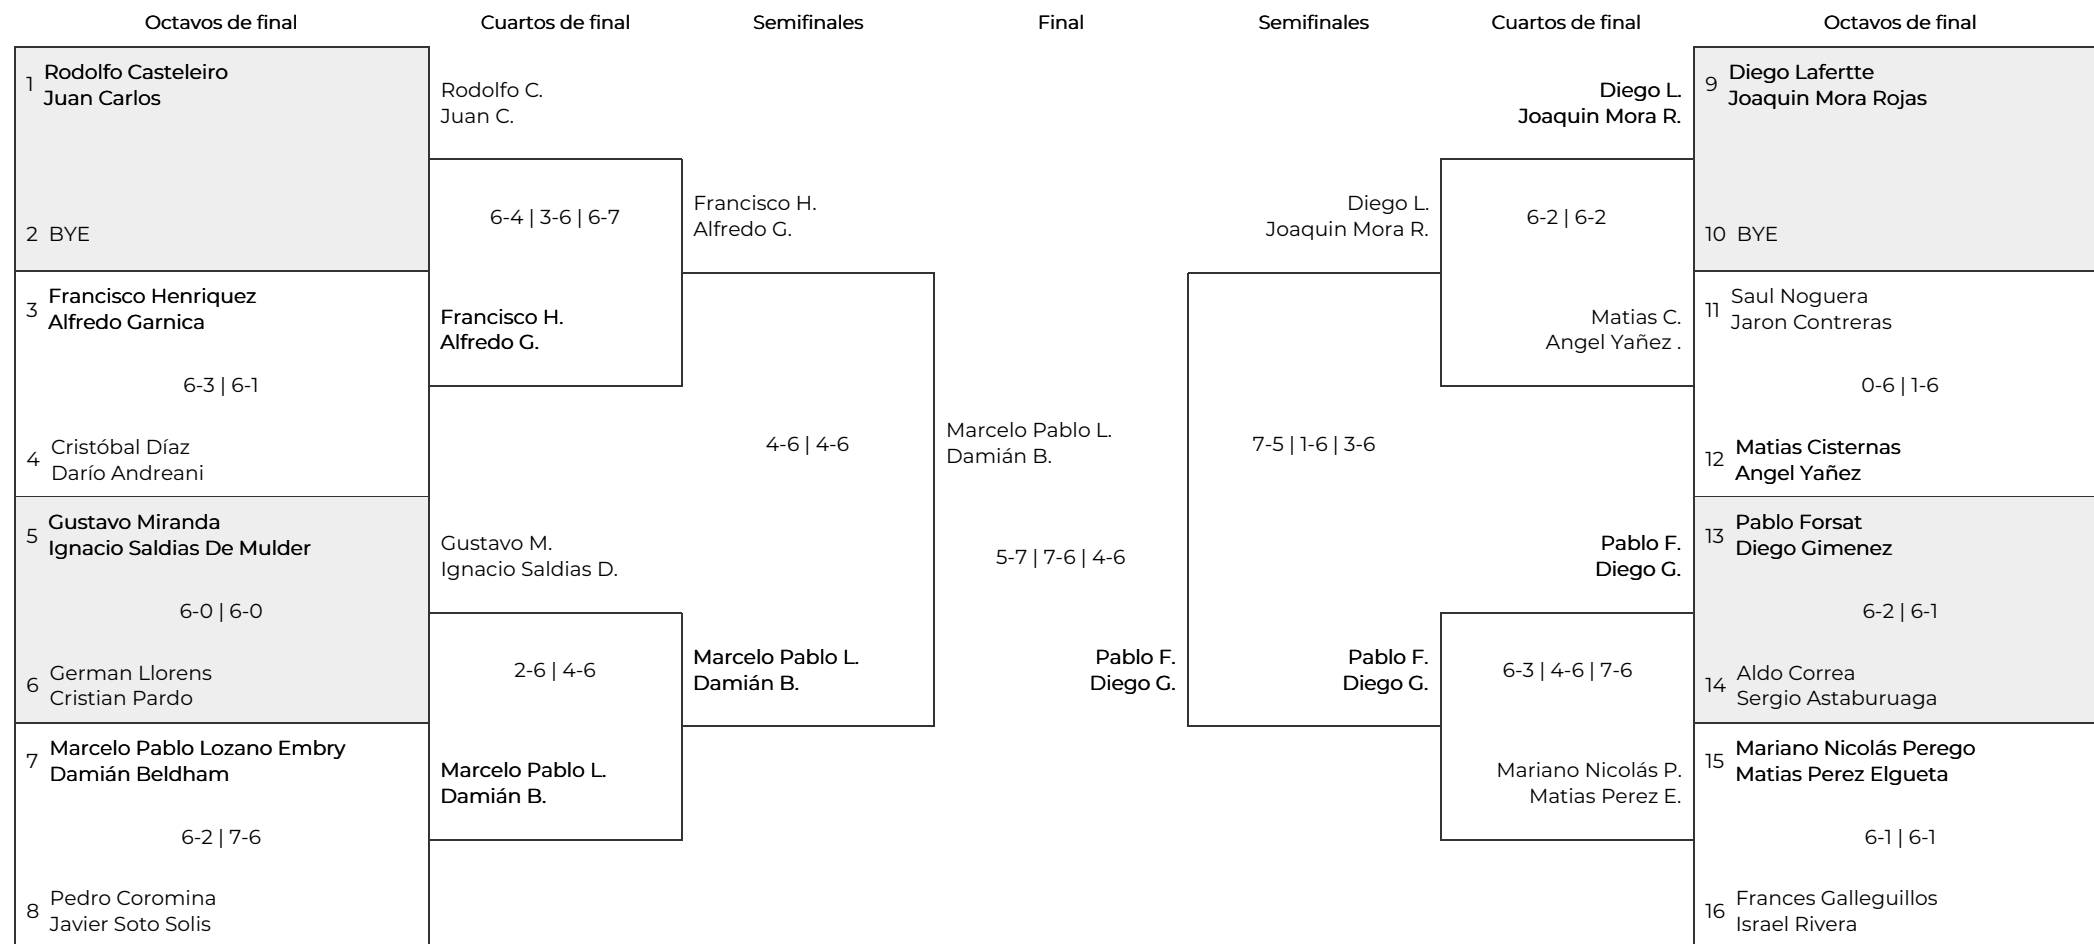 Octavos de final
Cuartos de final
Semifinales
Final
Semifinales
Cuartos de final
Octavos de final
1
Rodolfo Casteleiro
Juan Carlos
2 BYE
3
Francisco Henriquez
Alfredo Garnica
6-3 | 6-1
4
Cristóbal Díaz
Darío Andreani
5
Gustavo Miranda
Ignacio Saldias De Mulder
6-0 | 6-0
6
German Llorens
Cristian Pardo
7
Marcelo Pablo Lozano Embry
Damián Beldham
6-2 | 7-6
8
Pedro Coromina
Javier Soto Solis
Rodolfo C.
Juan C.
6-4 | 3-6 | 6-7
Francisco H.
Alfredo G.
Gustavo M.
Ignacio Saldias D.
2-6 | 4-6
Marcelo Pablo L.
Damián B.
Francisco H.
Alfredo G.
4-6 | 4-6
Marcelo Pablo L.
Damián B.
Marcelo Pablo L.
Damián B.
5-7 | 7-6 | 4-6
Pablo F.
Diego G.
Diego L.
Joaquin Mora R.
7-5 | 1-6 | 3-6
Pablo F.
Diego G.
Diego L.
Joaquin Mora R.
6-2 | 6-2
Matias C.
Angel Yañez .
Pablo F.
Diego G.
6-3 | 4-6 | 7-6
Mariano Nicolás P.
Matias Perez E.
9
Diego Lafertte
Joaquin Mora Rojas
10 BYE
11
Saul Noguera
Jaron Contreras
0-6 | 1-6
12
Matias Cisternas
Angel Yañez
13
Pablo Forsat
Diego Gimenez
6-2 | 6-1
14
Aldo Correa
Sergio Astaburuaga
15
Mariano Nicolás Perego
Matias Perez Elgueta
6-1 | 6-1
16
Frances Galleguillos
Israel Rivera